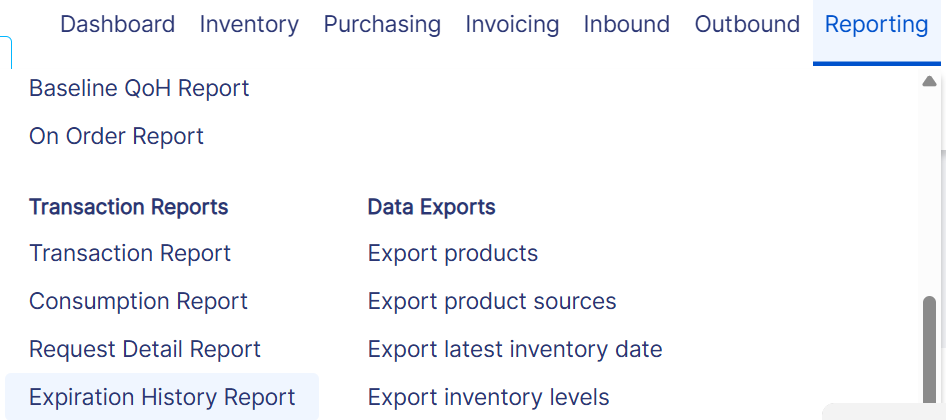 Dashboard Inventory Purchasing Invoicing Inbound Outbound Reporting
Baseline QoH Report
On Order Report
Transaction Reports
Transaction Report
Consumption Report
Request Detail Report
Expiration History Report
Data Exports
Export products
Export product sources
Export latest inventory date
Export inventory levels